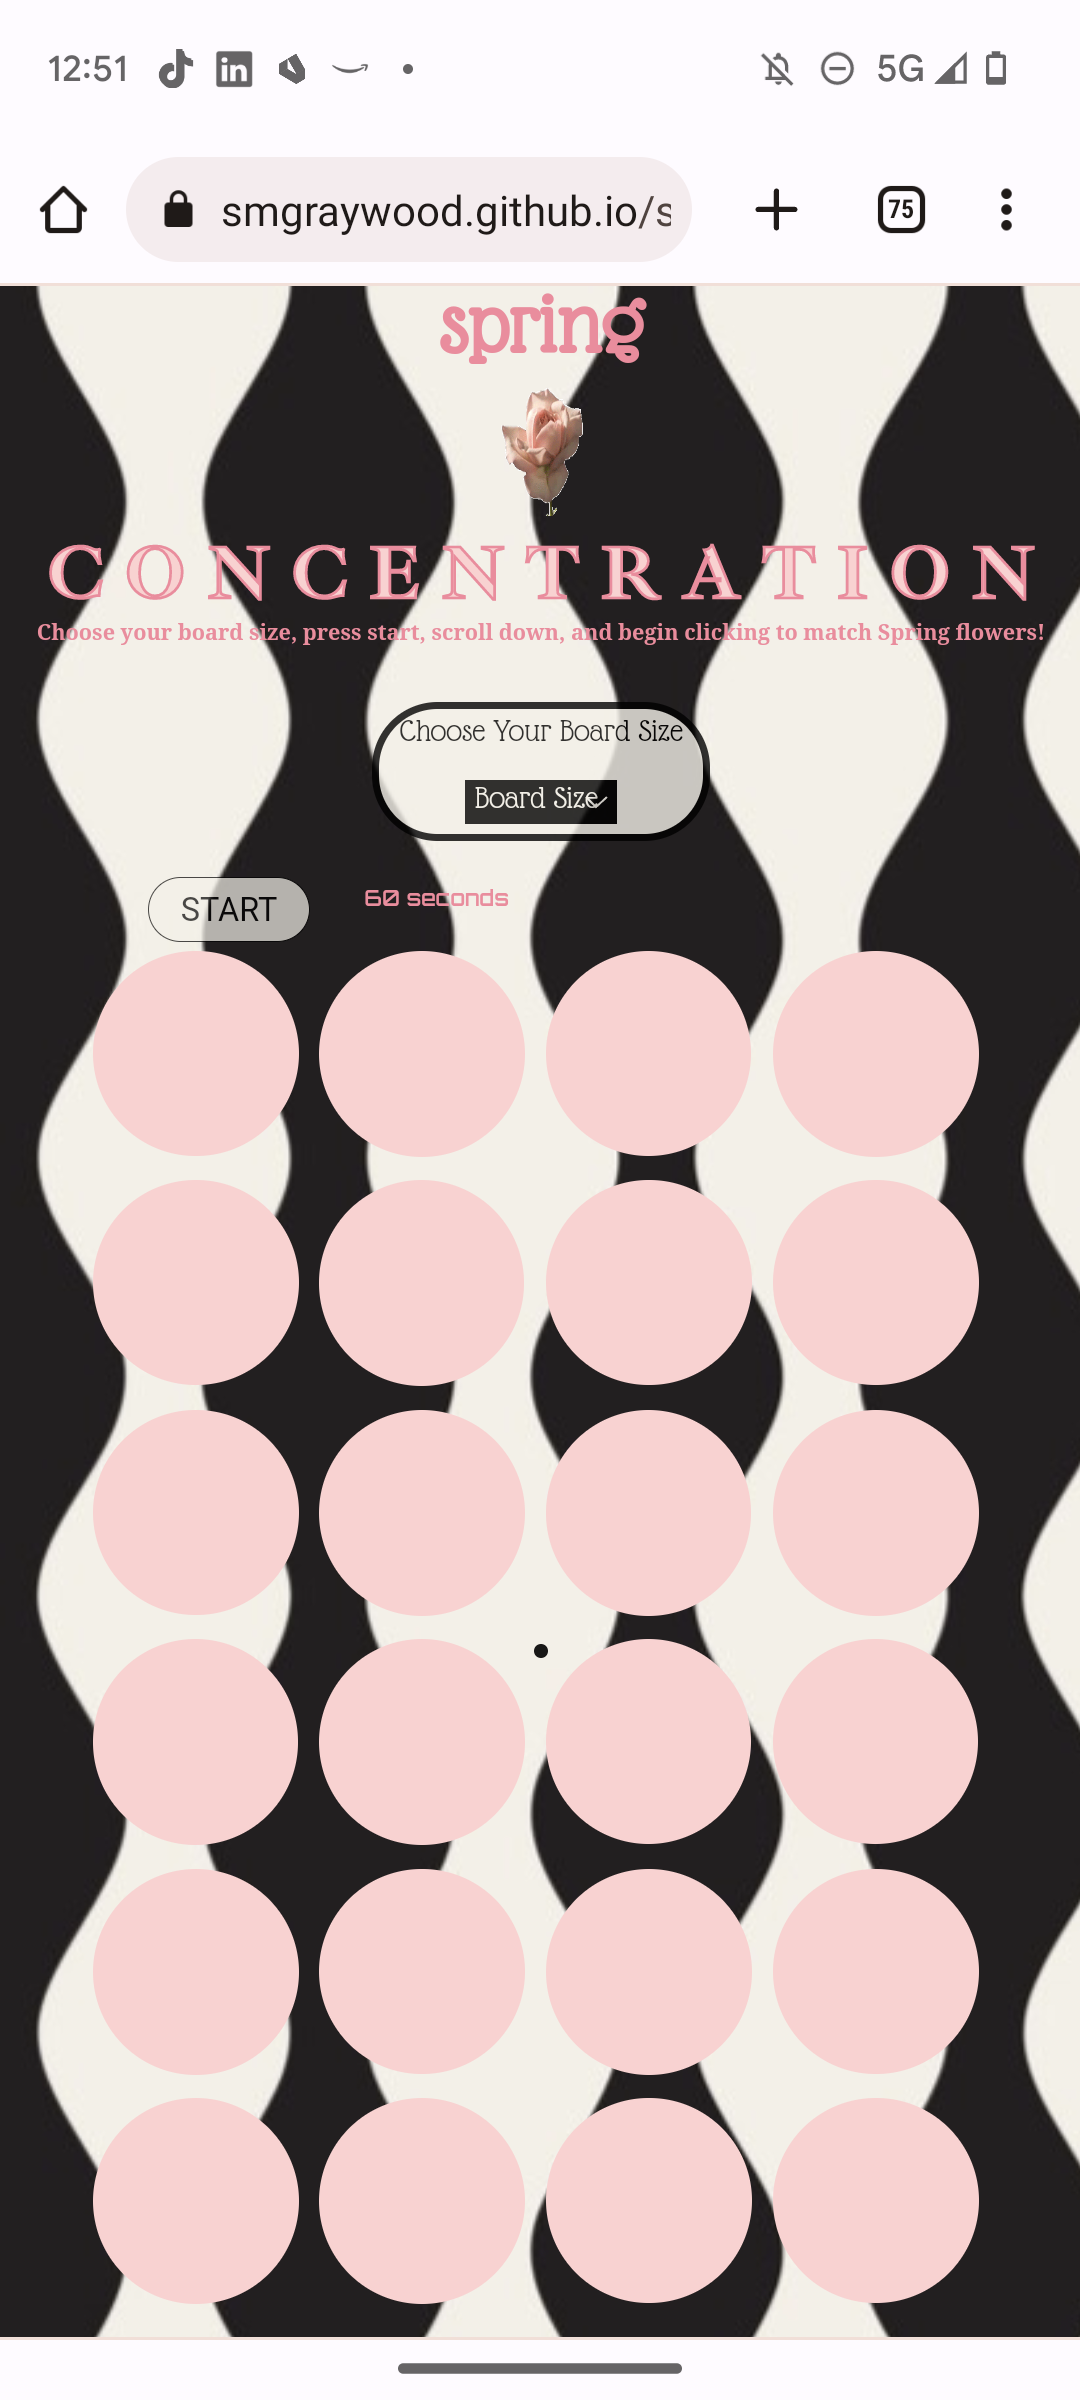 12:51
5G
smgraywood.github.io/s
75
spring
CONCENTRATION
Choose your board size, press start, scroll down, and begin clicking to match Spring flowers!
Choose Your Board Size
Board Size
START
60 seconds